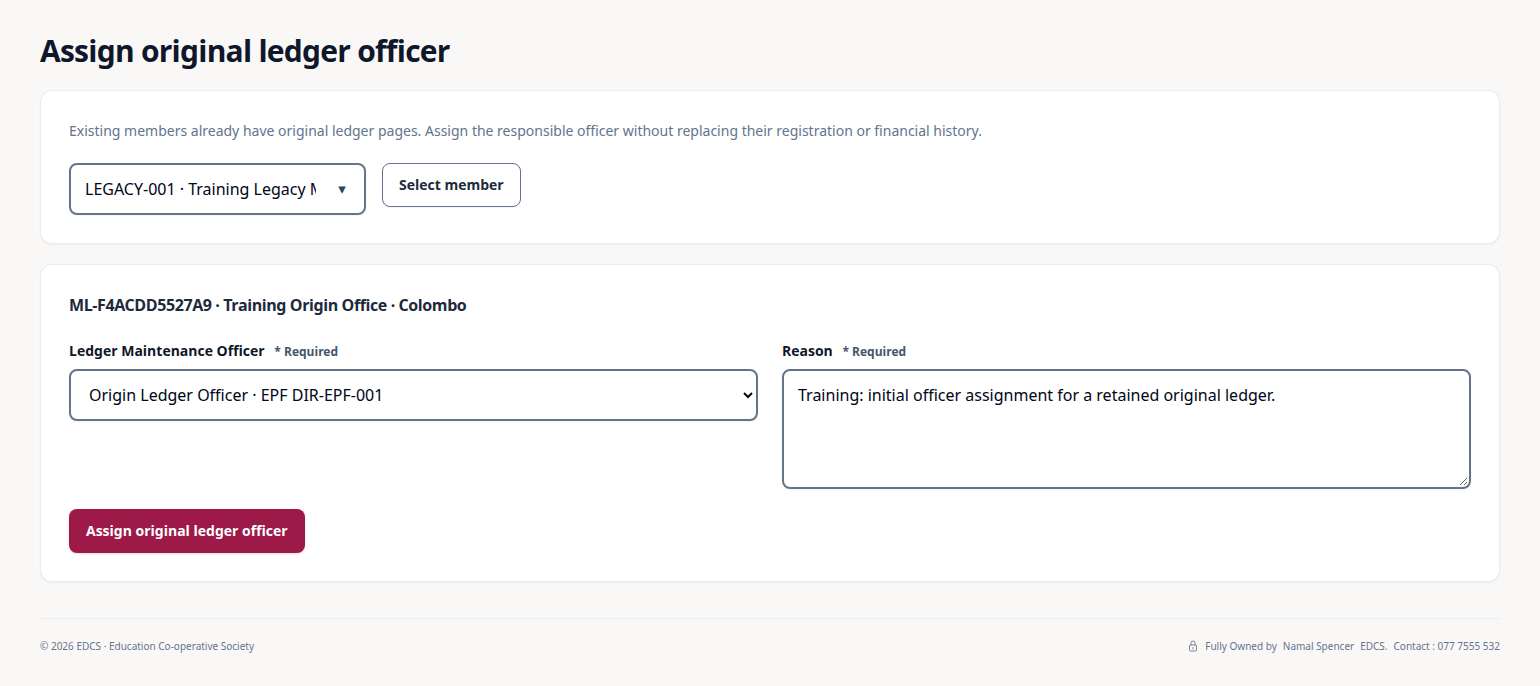 Assign original ledger officer
Existing members already have original ledger pages. Assign the responsible officer without replacing their registration or financial history.
LEGACY-001 · Training Legacy
Select member
ML-F4ACDD5527A9 · Training Origin Office · Colombo
Ledger Maintenance Officer * Required
Origin Ledger Officer · EPF DIR-EPF-001
Reason * Required
Training: initial officer assignment for a retained original ledger.
Assign original ledger officer
© 2026 EDCS · Education Co-operative Society
Fully Owned by Namal Spencer EDCS. Contact : 077 7555 532